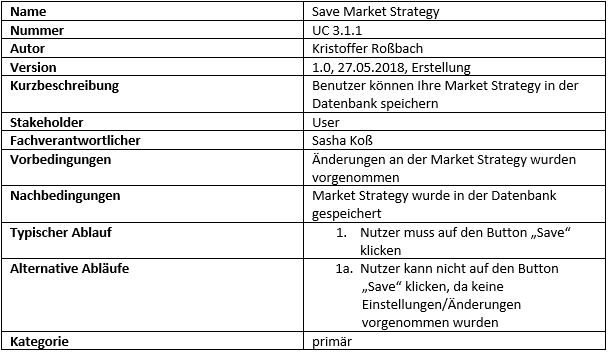 Name Save Market Strategy
Nummer UC 3.1.1
Autor Kristoffer Roßbach
Version 1.0, 27.05.2018, Erstellung
Kurzbeschreibung Benutzer können Ihre Market Strategy in der
Datenbank speichern
Stakeholder User
Fachverantwortlicher Sasha Koß
Vorbedingungen Änderungen an der Market Strategy wurden
vorgenommen
Nachbedingungen Market Strategy wurde in der Datenbank
gespeichert
Typischer Ablauf 1. Nutzer muss auf den Button „Save“
klicken
Alternative Abläufe 1a. Nutzer kann nicht auf den Button
„Save“ klicken, da keine
Einstellungen/Änderungen
vorgenommen wurden
Kategorie primär